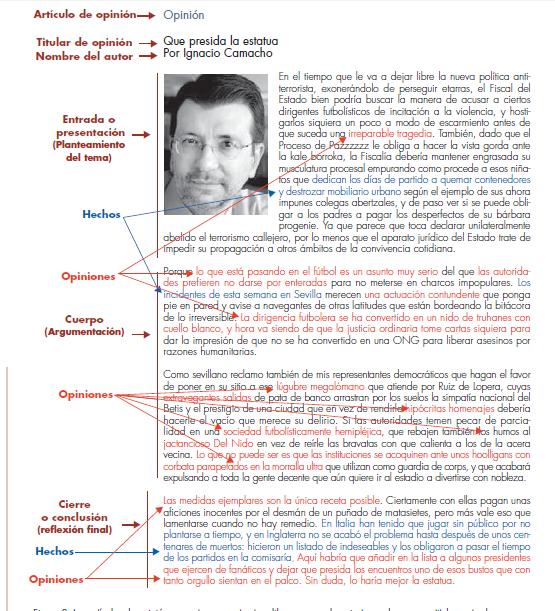 Artículo de opinión
Opinión
Titular de opinión
Que presida la estatua
Nombre del autor
Por Ignacio Camacho
Entrada o
presentación
(Planteamiento
del tema)
En el tiempo que le va a dejar libre la nueva política anti-
terrorista, exonerándolo de perseguir etarras, el Fiscal del
Estado bien podría buscar la manera de acusar a ciertos
dirigentes futbolísticos de incitación a la violencia, y hosti-
garlos siquiera un poco a modo de escarmiento antes de
que suceda una irreparable tragedia. También, dado que el
Proceso de Pazzzzzz le obliga a hacer la vista gorda ante
la kale borroka, la Fiscalía debería mantener engrasada su
musculatura procesal empurando como procede a esos niña-
tos que dedican los días de partido a quemar contenedores
y destrozar mobiliario urbano según el ejemplo de sus ahora
impunes colegas abertzales, y de paso ver si se puede obli-
gar a los padres a pagar los desperfectos de su bárbara
progenie. Ya que parece que toca declarar unilateralmente
abolido el terrorismo callejero, por lo menos que el aparato jurídico del Estado trate de
impedir su propagación a otros ámbitos de la convivencia cotidiana.
Hechos
Opiniones
Cuerpo
(Argumentación)
Porque lo que está pasando en el fútbol es un asunto muy serio del que las autorida-
des prefieren no darse por enteradas para no meterse en charcos impopulares. Los
incidentes de esta semana en Sevilla merecen una actuación contundente que ponga
pie en pared y avise a navegantes de otras latitudes que están bordeando la bitácora
de lo irreversible. La dirigencia futbolera se ha convertido en un nido de truhanes con
cuello blanco, y hora va siendo de que la justicia ordinaria tome cartas siquiera para
dar la impresión de que no se ha convertido en una ONG para liberar asesinos por
razones humanitarias.
Opiniones
Como sevillano reclamo también de mis representantes democráticos que hagan el favor
de poner en su sitio a ese lúgubre megalómano que atiende por Ruiz de Lopera, cuyas
extravagantes salidas de pata de banco arrastran por los suelos la simpatía nacional del
Betis y el prestigio de una ciudad que en vez de rendirle hipócritas homenajes debería
hacerle el vacío que merece su delirio. Si las autoridades temen pecar de parcia-
lidad en una sociedad futbolísticamente hemipléjica, que rebajen también los humos al
jactancioso Del Nido en vez de reírle las bravatas con que calienta a los de la acera
vecina. Lo que no puede ser es que las instituciones se acoquinen ante unos hoolligans con
corbata parapetados en la morralla ultra que utilizan como guardia de corps, y que acabará
expulsando a toda la gente decente que aún quiere ir al estadio a divertirse con nobleza.
Cierre
o conclusión
(reflexión final)
Hechos
Opiniones
Las medidas ejemplares son la única receta posible. Ciertamente con ellas pagan unas
aficiones inocentes por el desmán de un puñado de matasietes, pero más vale eso que
lamentarse cuando no hay remedio. En Italia han tenido que jugar sin público por no
plantarse a tiempo, y en Inglaterra no se acabó el problema hasta después de unos cen-
tenares de muertos: hicieron un listado de indeseables y los obligaron a pasar el tiempo
de los partidos en la comisaría. Aquí habría que añadir en la lista a algunos presidentes
que ejercen de fanáticos y dejar que presida los encuentros uno de esos bustos que con
tanto orgullo sientan en el palco. Sin duda, lo haría mejor la estatua.